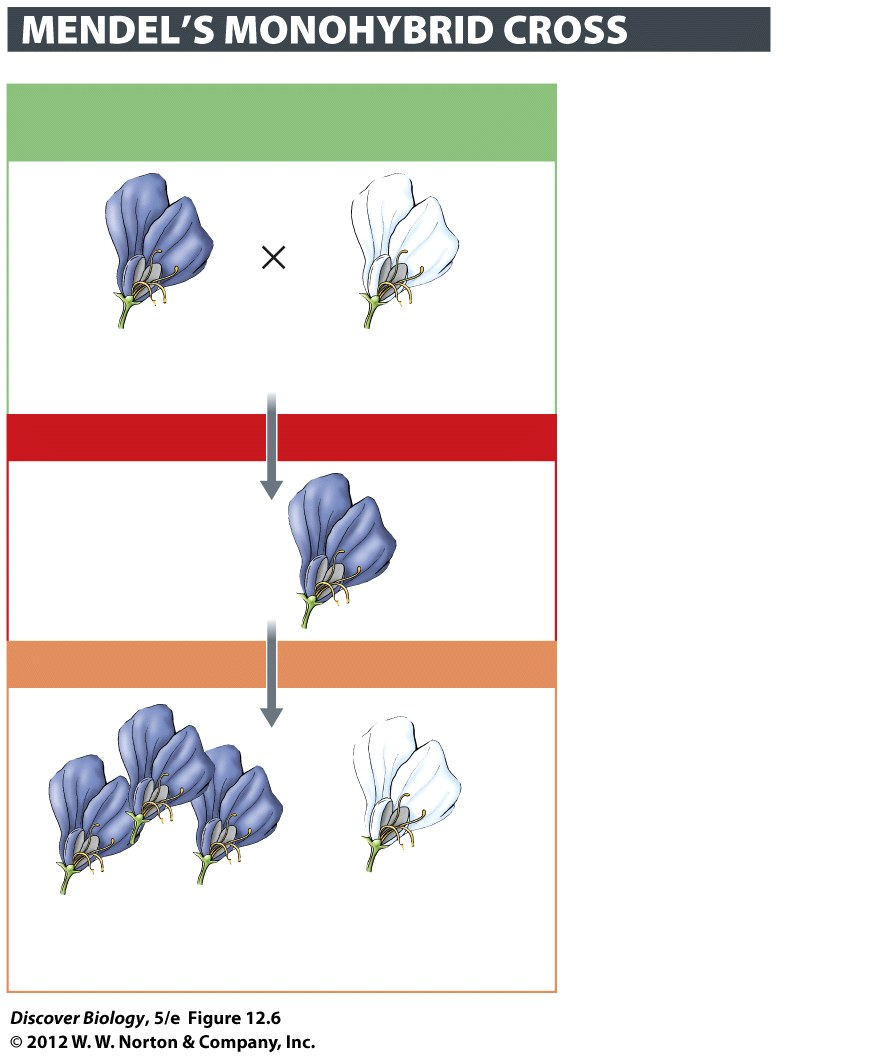 MENDEL’S MONOHYBRID CROSS
Discover Biology, 5/e Figure 12.6
© 2012 W. W. Norton & Company, Inc.